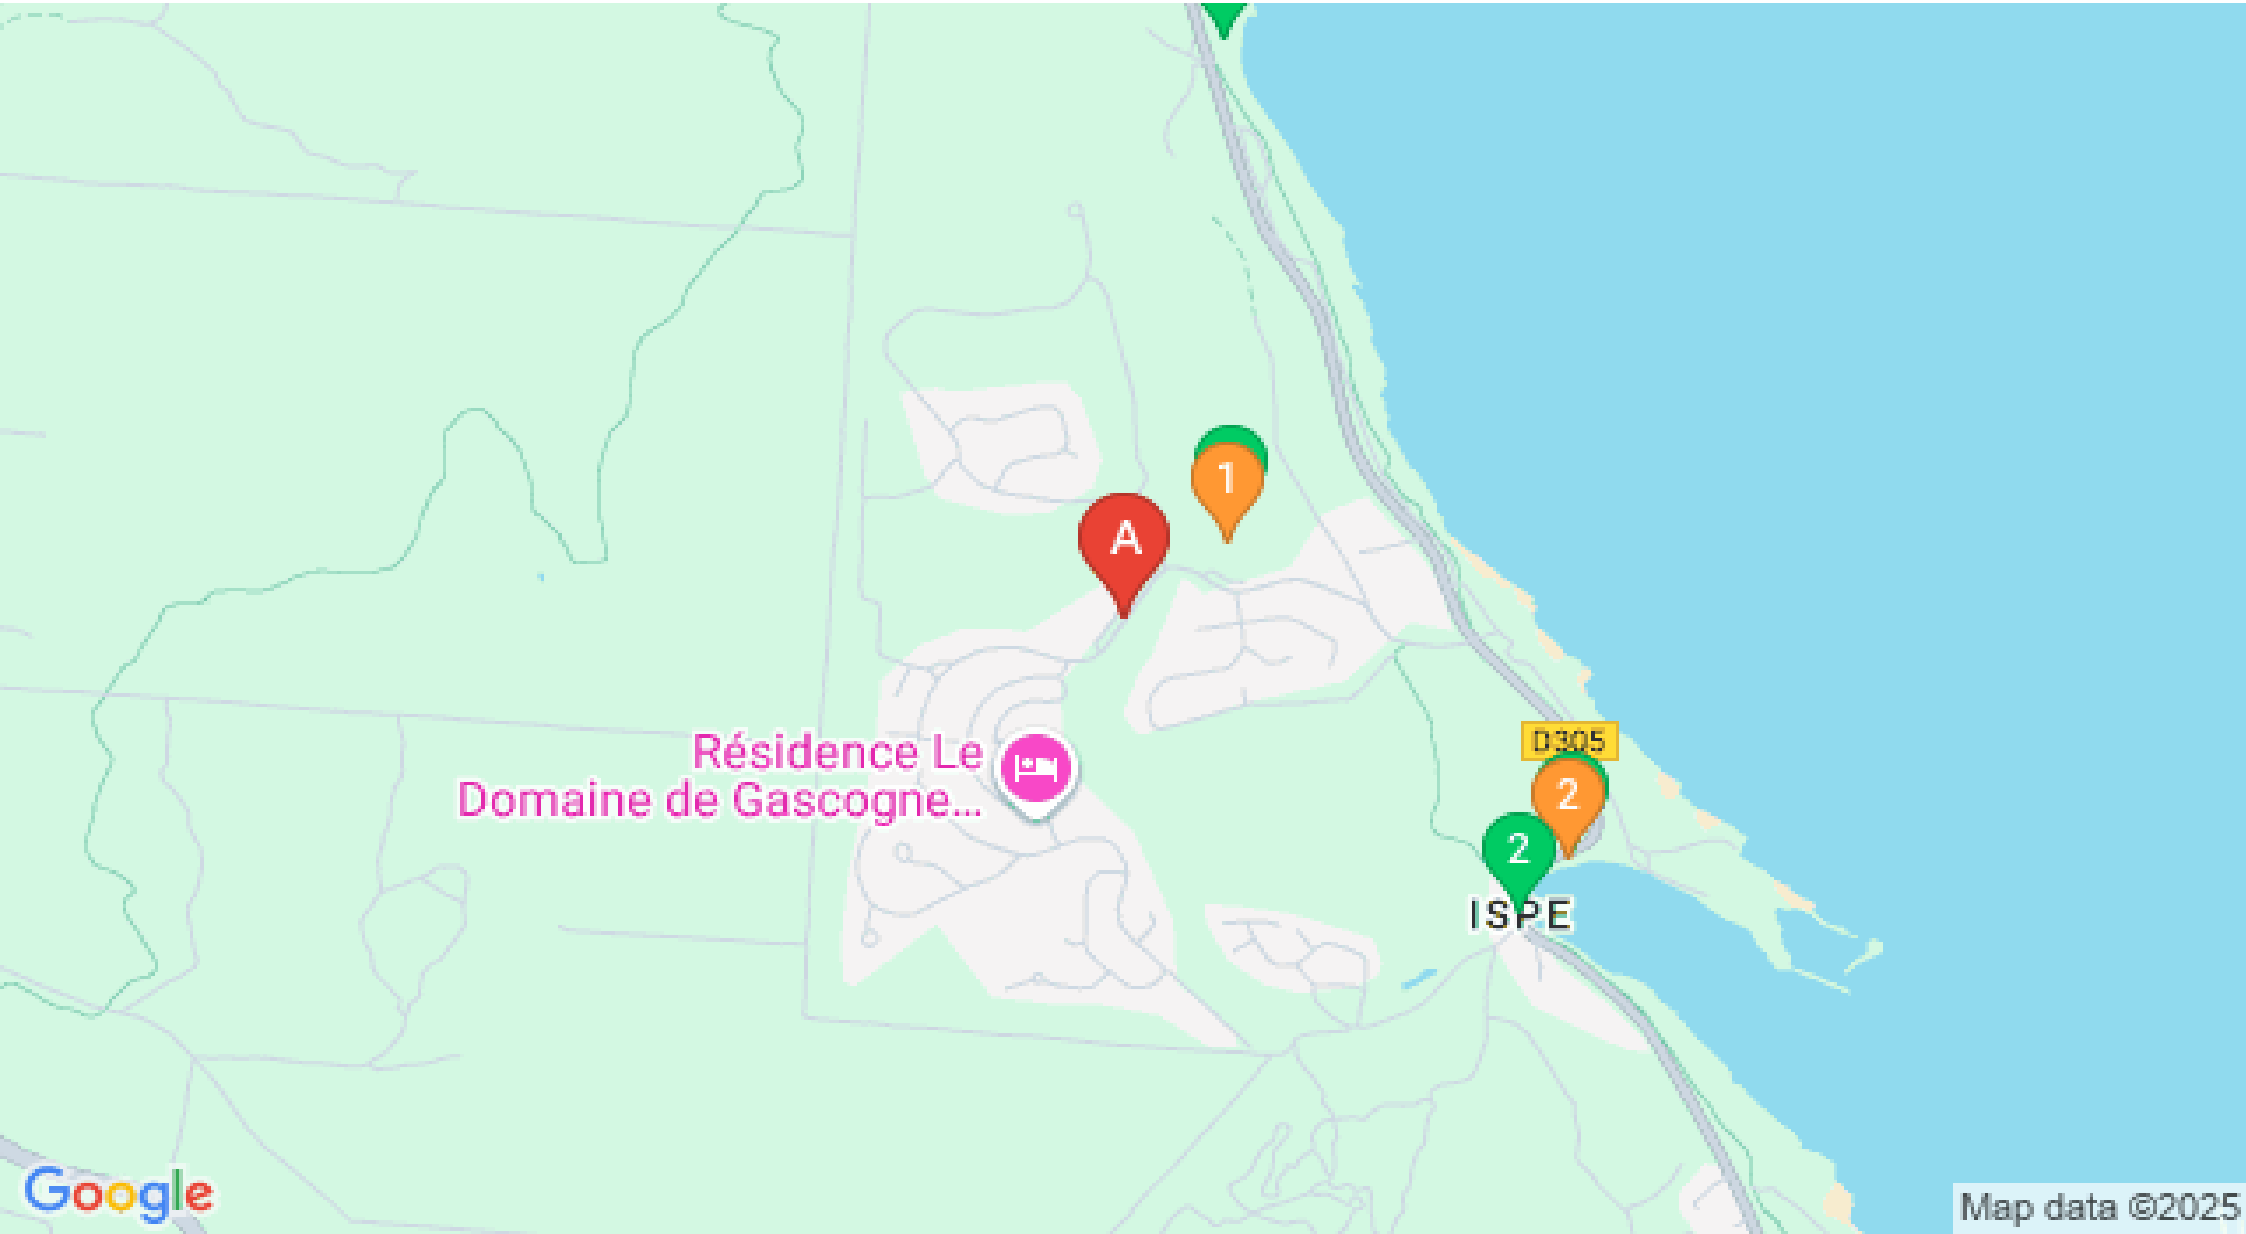 1
A
Résidence Le
Domaine de Gascogne...
D305
2
2
ISPE
Google
Map data ©2025